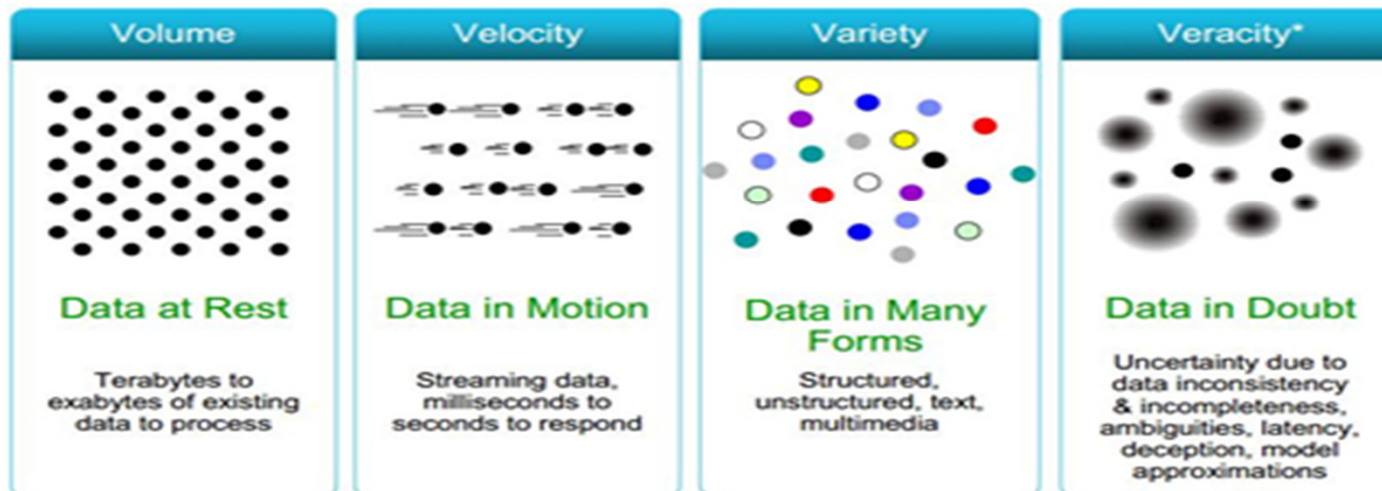 Volume
Data at Rest
Terabytes to
exabytes of existing
data to process
Velocity
Data in Motion
Streaming data,
milliseconds to
seconds to respond
Variety
Data in Many
Forms
Structured,
unstructured, text,
multimedia
Veracity*
Data in Doubt
Uncertainty due to
data inconsistency
& incompleteness,
ambiguities, latency,
deception, model
approximations